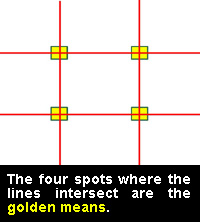 The four spots where the
lines intersect are the
golden means.